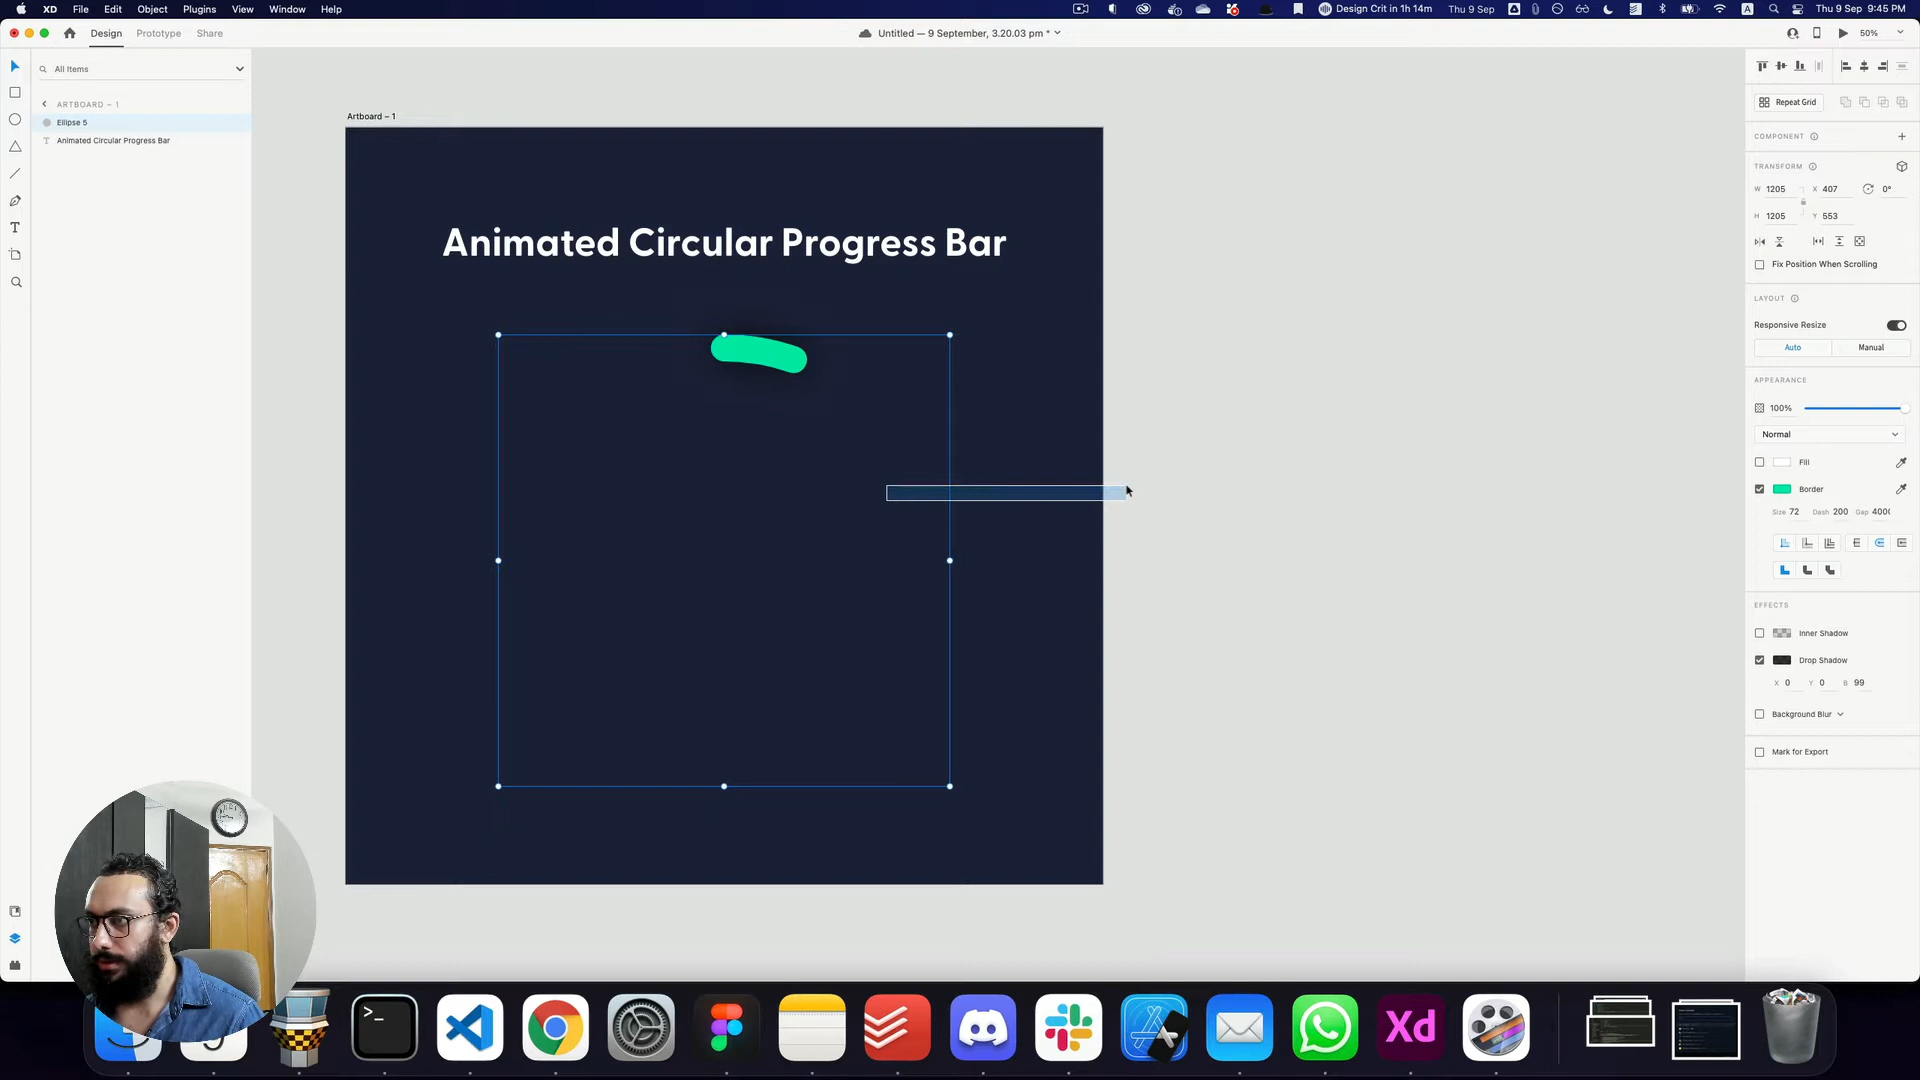 XD File Edit Object Plugins View Window Help
Design Crit in 1h 14m Thu 9 Sep A Thu 9 Sep 9:45 PM
Design Prototype Share
Untitled — 9 September, 3.20.03 pm *
50%
All Items
ARTBOARD – 1
Ellipse 5
T Animated Circular Progress Bar
Artboard – 1
Animated Circular Progress Bar
Repeat Grid
COMPONENT
TRANSFORM
W 1205 X 407 0°
H 1205 Y 553
Fix Position When Scrolling
LAYOUT
Responsive Resize
Auto Manual
APPEARANCE
100%
Normal
Fill
Border
Size 72 Dash 200 Gap 400
EFFECTS
Inner Shadow
Drop Shadow
X 0 Y 0 B 99
Background Blur
Mark for Export
>_
Xd